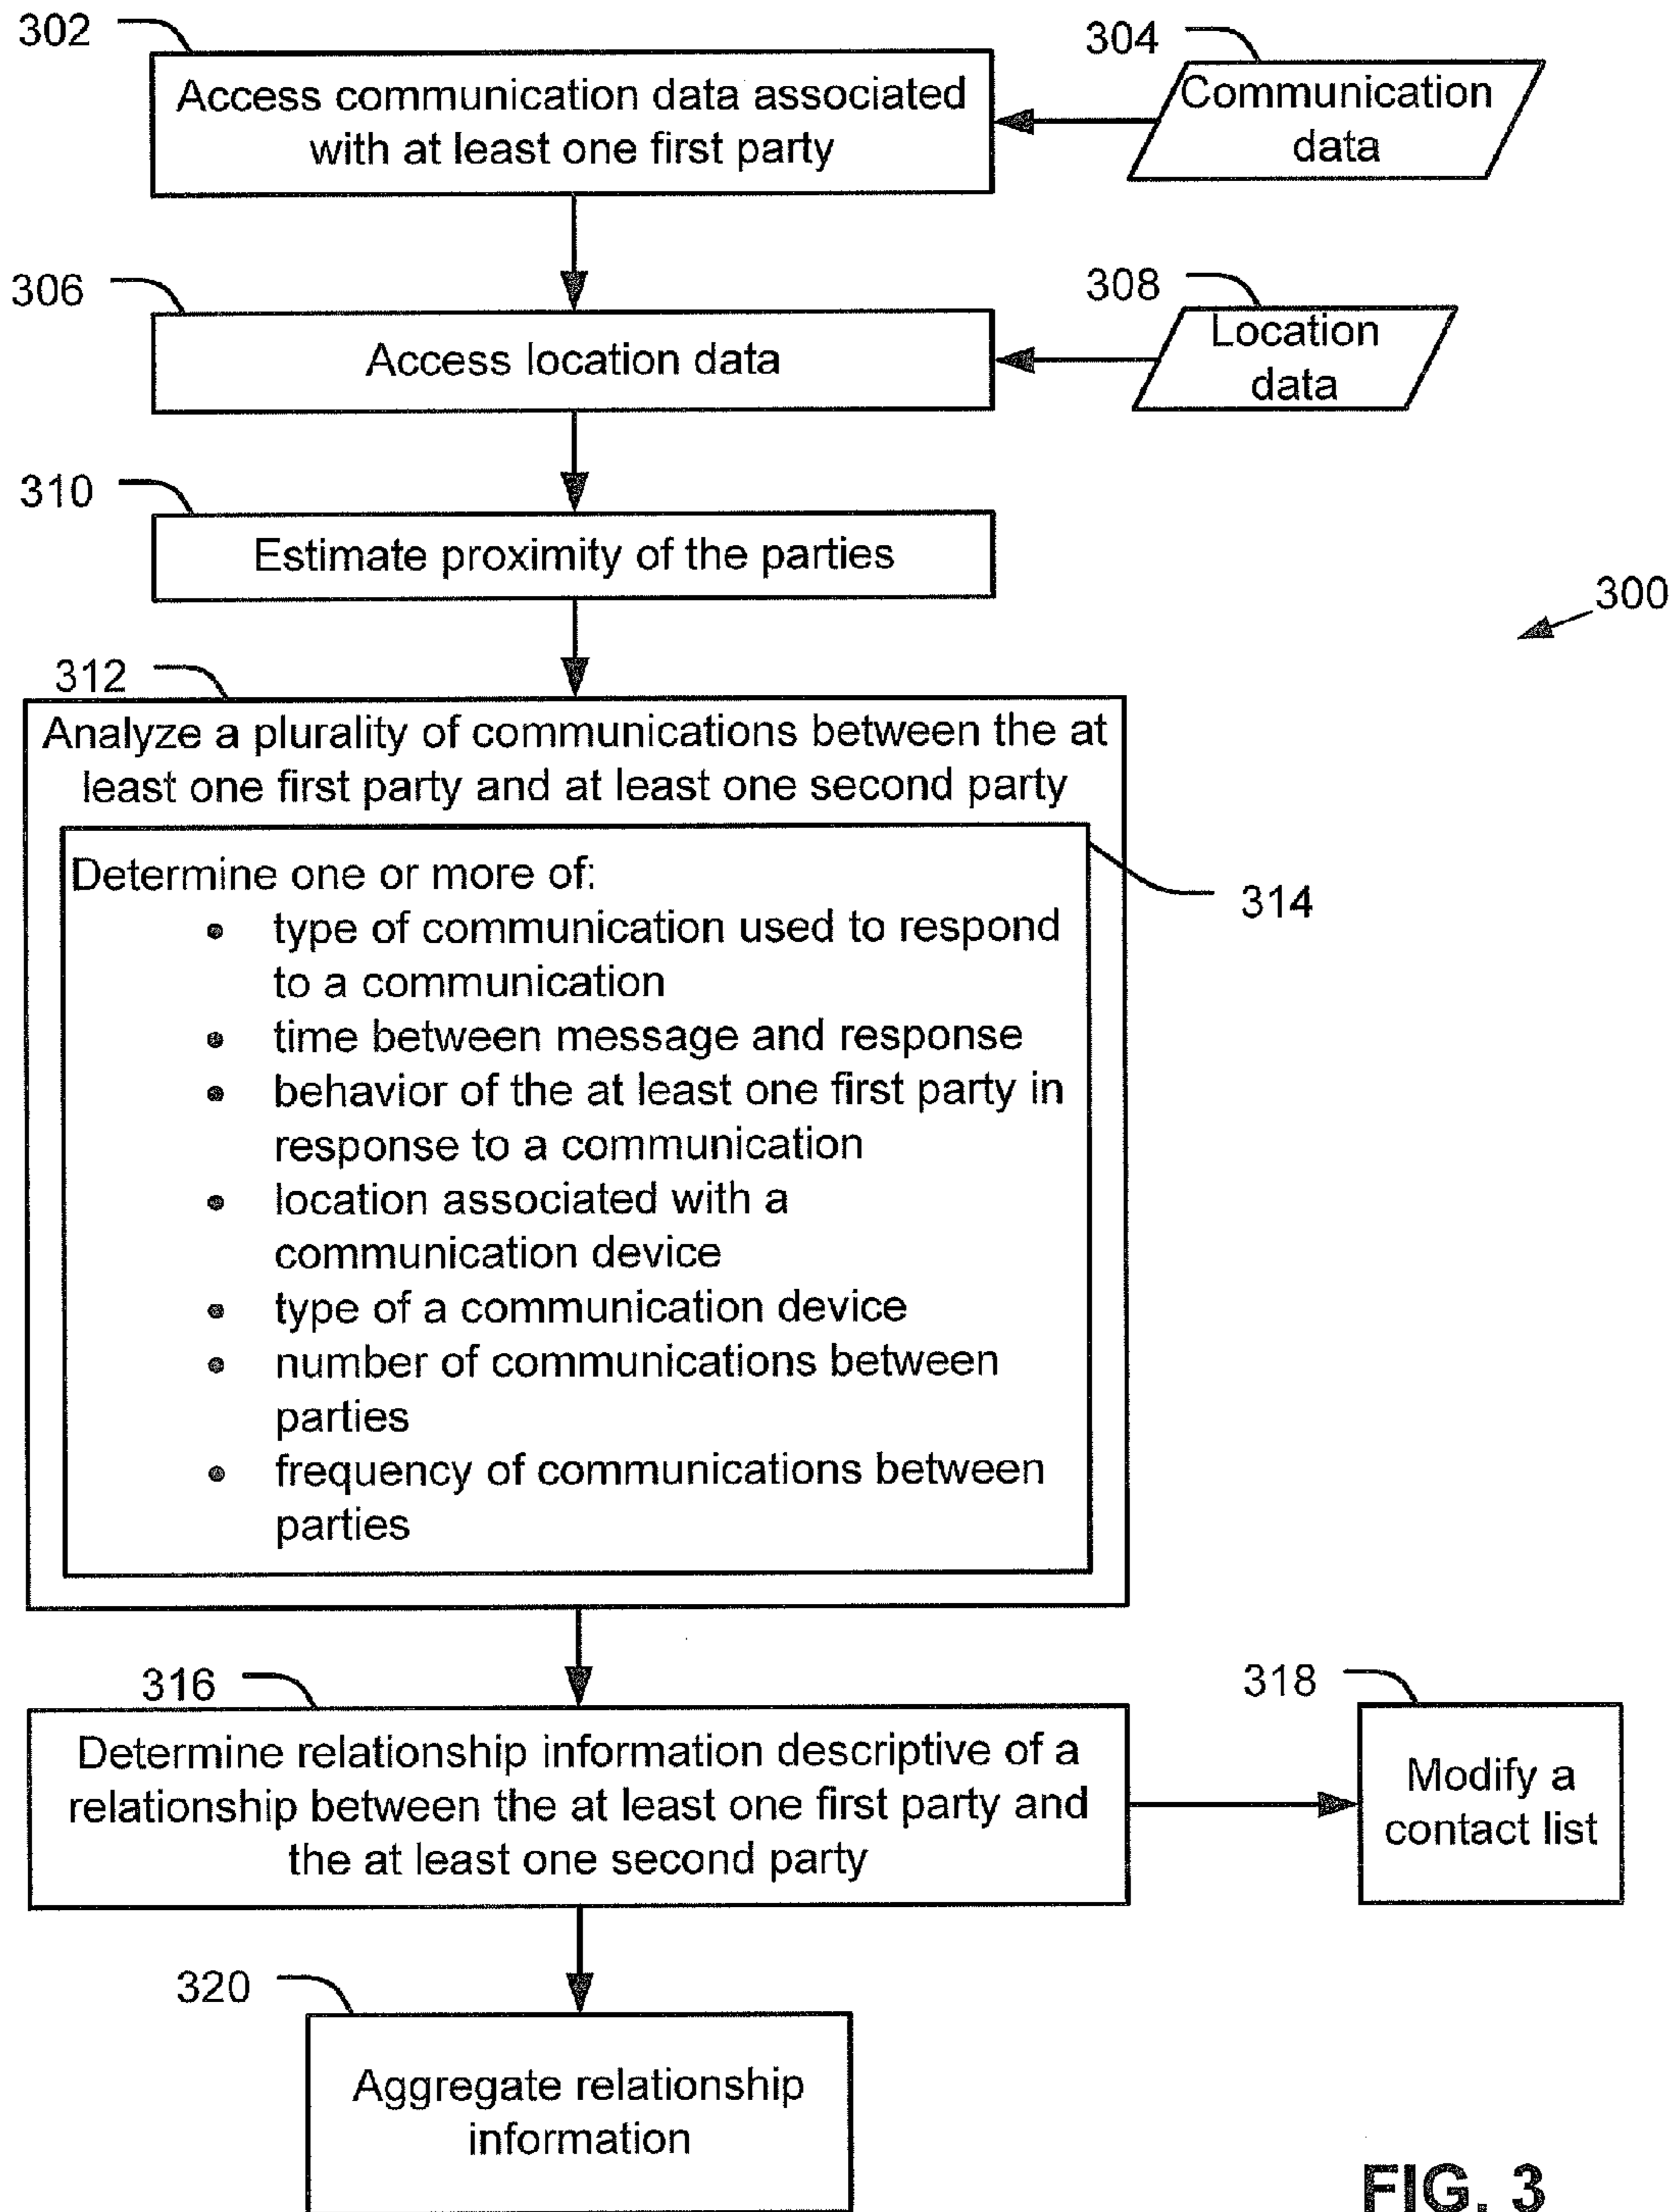 302
304
Access communication data associated
with at least one first party
Communication
data
306
308
Access location data
Location
data
310
Estimate proximity of the parties
300
312
Analyze a plurality of communications between the at
least one first party and at least one second party
Determine one or more of:
314
• type of communication used to respond
to a communication
• time between message and response
• behavior of the at least one first party in
response to a communication
• location associated with a
communication device
• type of a communication device
• number of communications between
parties
• frequency of communications between
parties
316
318
Determine relationship information descriptive of a
relationship between the at least one first party and
the at least one second party
Modify a
contact list
320
Aggregate relationship
information
FIG. 3